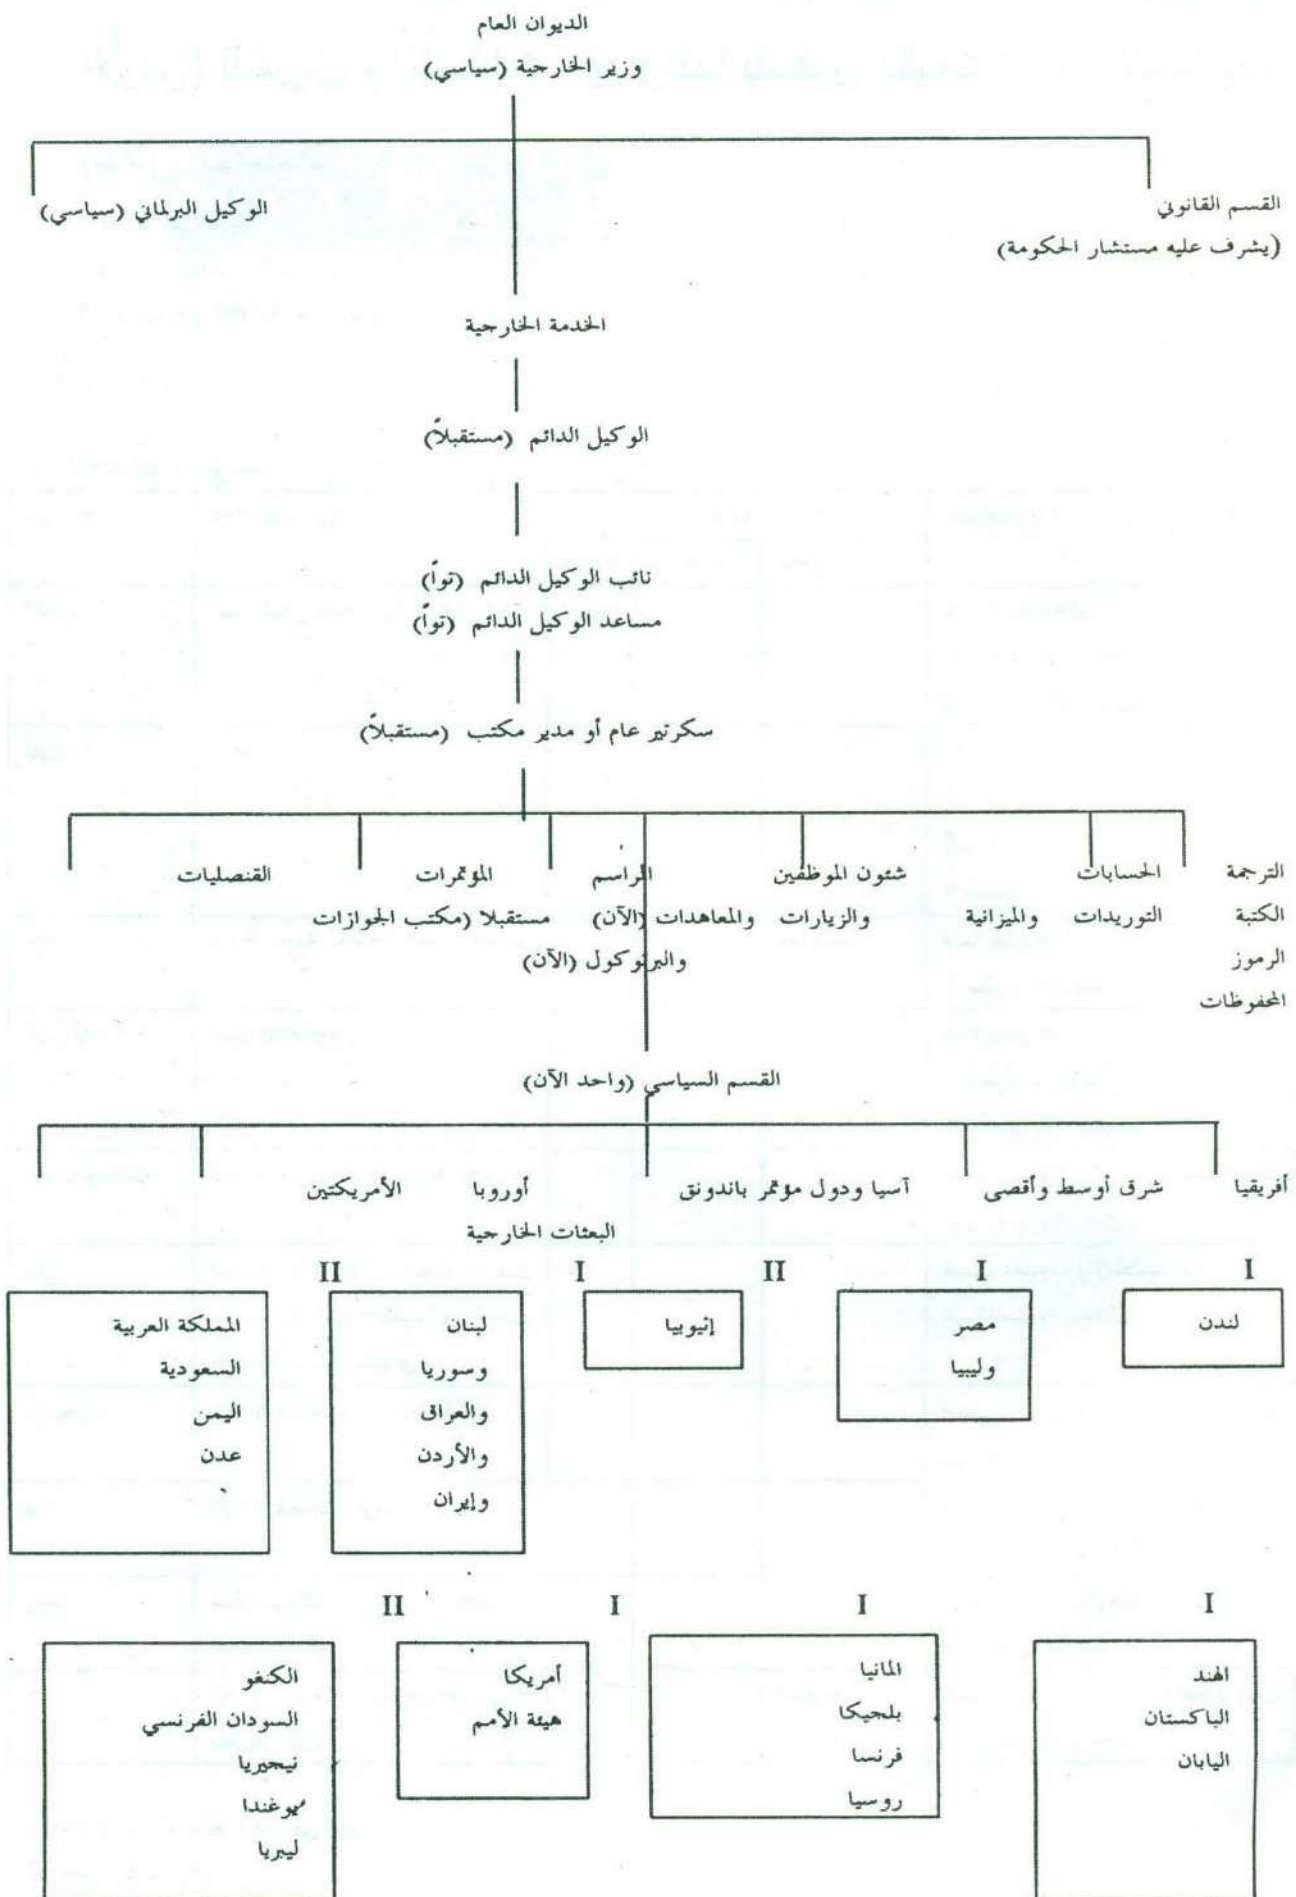 الديوان العام
وزير الخارجية (سياسي)
القسم القانوني
(يشرف عليه مستشار الحكومة)
الوكيل البرلماني (سياسي)
الخدمة الخارجية
الوكيل الدائم (مستقبلاً)
نائب الوكيل الدائم (تواً)
مساعد الوكيل الدائم (تواً)
سكرتير عام أو مدير مكتب (مستقبلاً)
الترجمة الحسابات شئون الموظفين المراسم المؤتمرات القنصليات
الكتبة التوريدات والميزانية والزيارات والمعاهدات (الآن) مستقبلا (مكتب الجوازات
الرموز والبرتوكول (الآن)
المحفوظات
القسم السياسي (واحد الآن)
أفريقيا شرق أوسط وأقصى آسيا ودول مؤتمر باندونق أوروبا الأمريكتين
البعثات الخارجية
I I II I II
لندن
مصر
وليبيا
إثيوبيا
لبنان
وسوريا
والعراق
والأردن
وإيران
المملكة العربية
السعودية
اليمن
عدن
I I I II
الهند
الباكستان
اليابان
المانيا
بلجيكا
فرنسا
روسيا
أمريكا
هيئة الأمم
الكنغو
السودان الفرنسي
نيجيريا
يوغندا
ليبريا